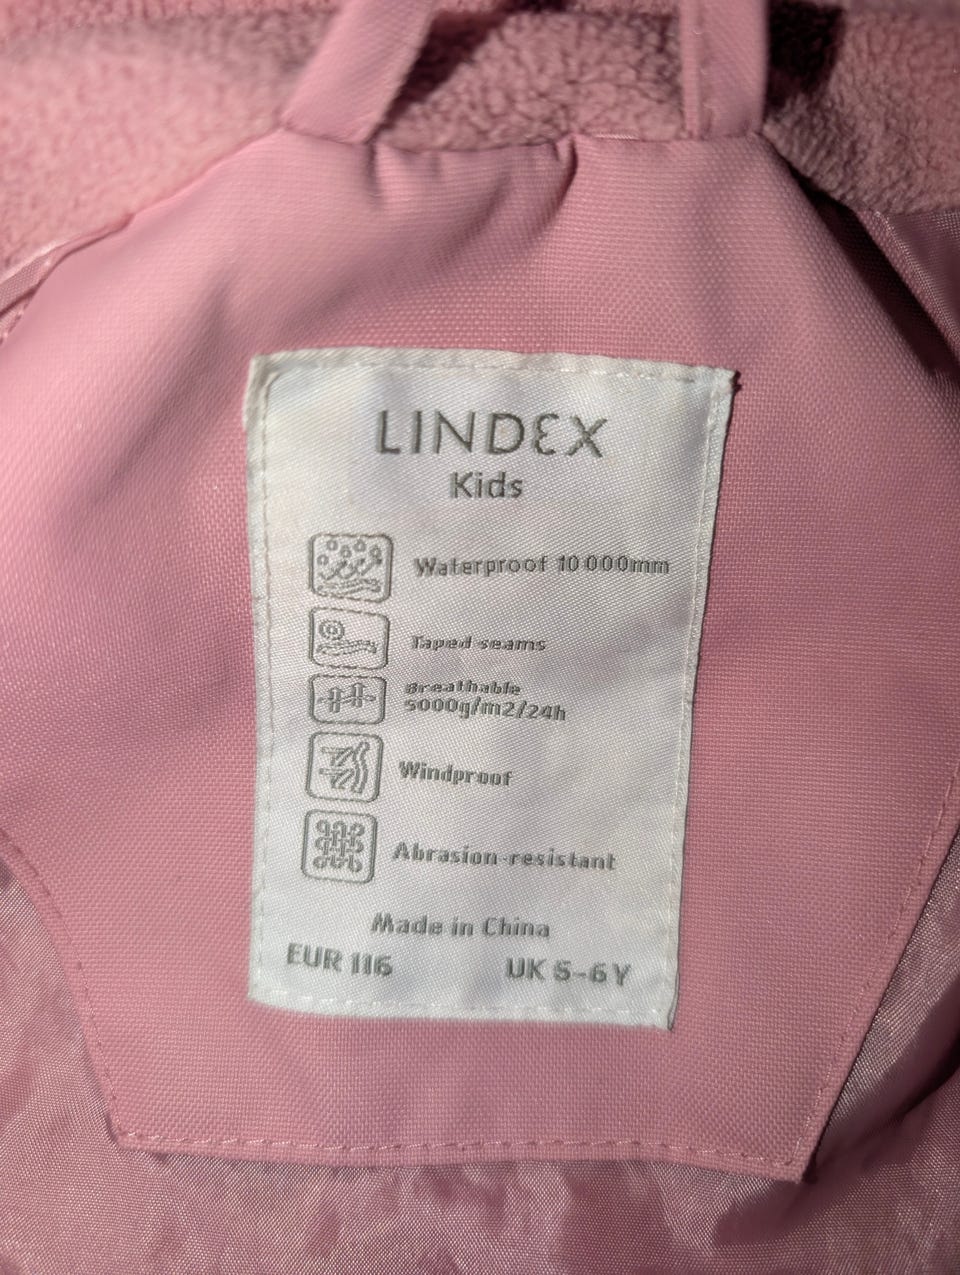 LINDEX
Kids
Waterproof 10 000mm
Taped seams
Breathable
5000g/m2/24h
Windproof
Abrasion-resistant
Made in China
EUR 116 UK 5-6Y